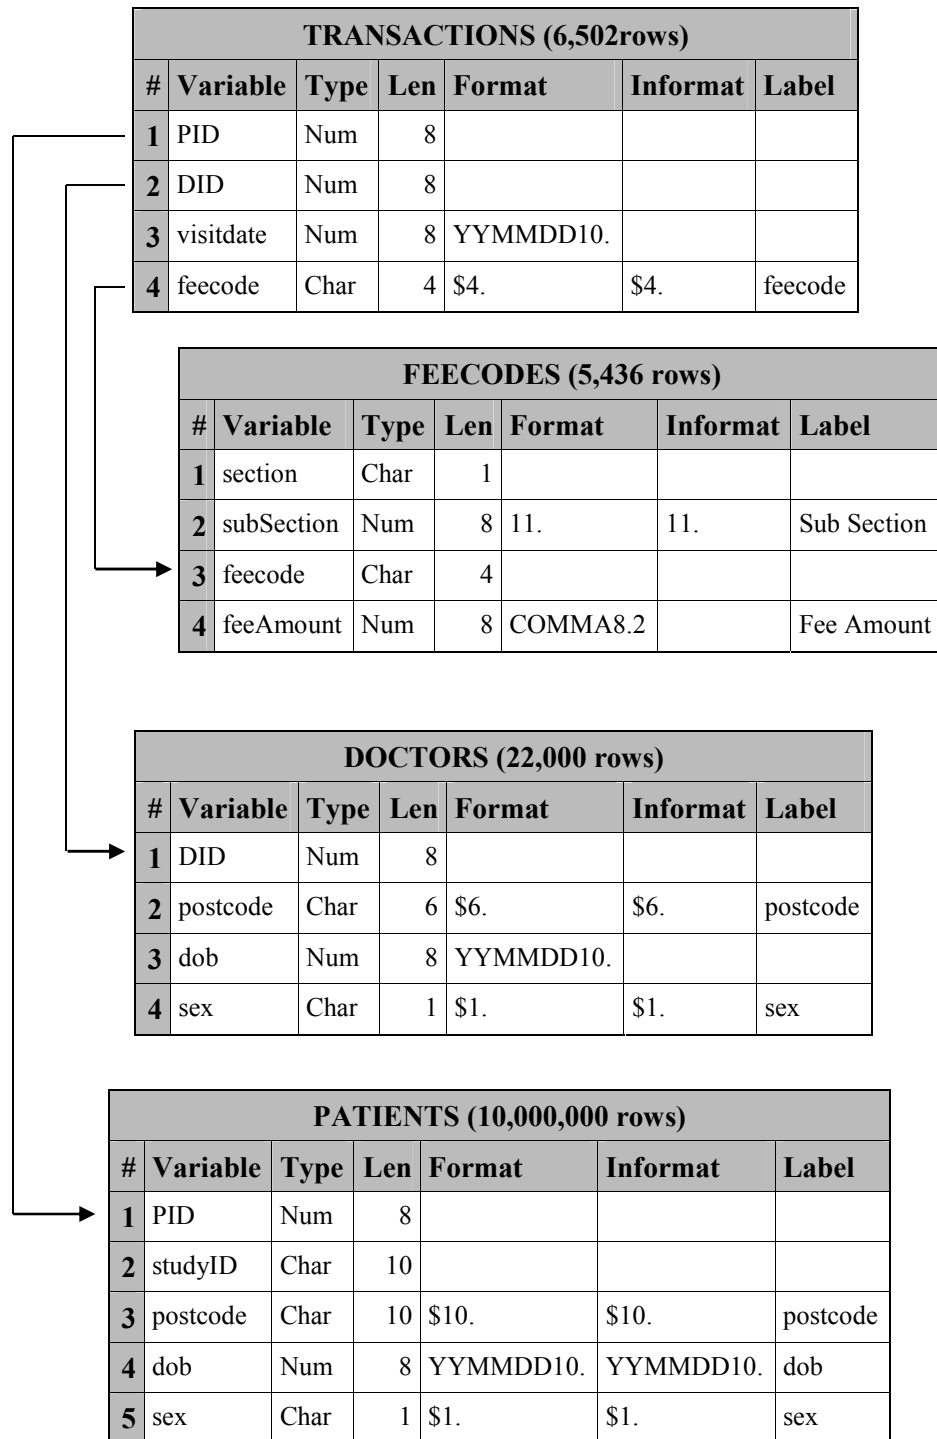 TRANSACTIONS (6,502rows)
# Variable Type Len Format Informat Label
1 PID Num 8
2 DID Num 8
3 visitdate Num 8 YYMMDD10.
4 feecode Char 4 $4. $4. feecode
FEECODES (5,436 rows)
# Variable Type Len Format Informat Label
1 section Char 1
2 subSection Num 8 11. 11. Sub Section
3 feecode Char 4
4 feeAmount Num 8 COMMA8.2 Fee Amount
DOCTORS (22,000 rows)
# Variable Type Len Format Informat Label
1 DID Num 8
2 postcode Char 6 $6. $6. postcode
3 dob Num 8 YYMMDD10.
4 sex Char 1 $1. $1. sex
PATIENTS (10,000,000 rows)
# Variable Type Len Format Informat Label
1 PID Num 8
2 studyID Char 10
3 postcode Char 10 $10. $10. postcode
4 dob Num 8 YYMMDD10. YYMMDD10. dob
5 sex Char 1 $1. $1. sex